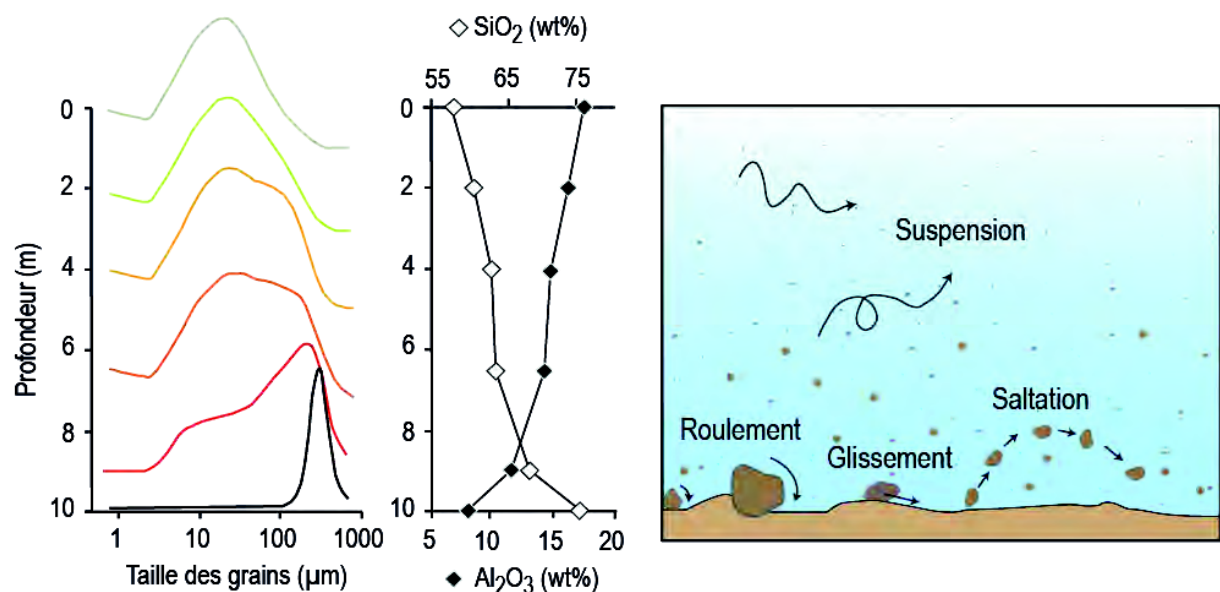 Profondeur (m)
0
2
4
6
8
10
1 10 100 1000
Taille des grains (µm)
SiO2 (wt%)
55 65 75
0
2
4
6
8
10
5 10 15 20
Al2O3 (wt%)
Suspension
Saltation
Roulement
Glissement